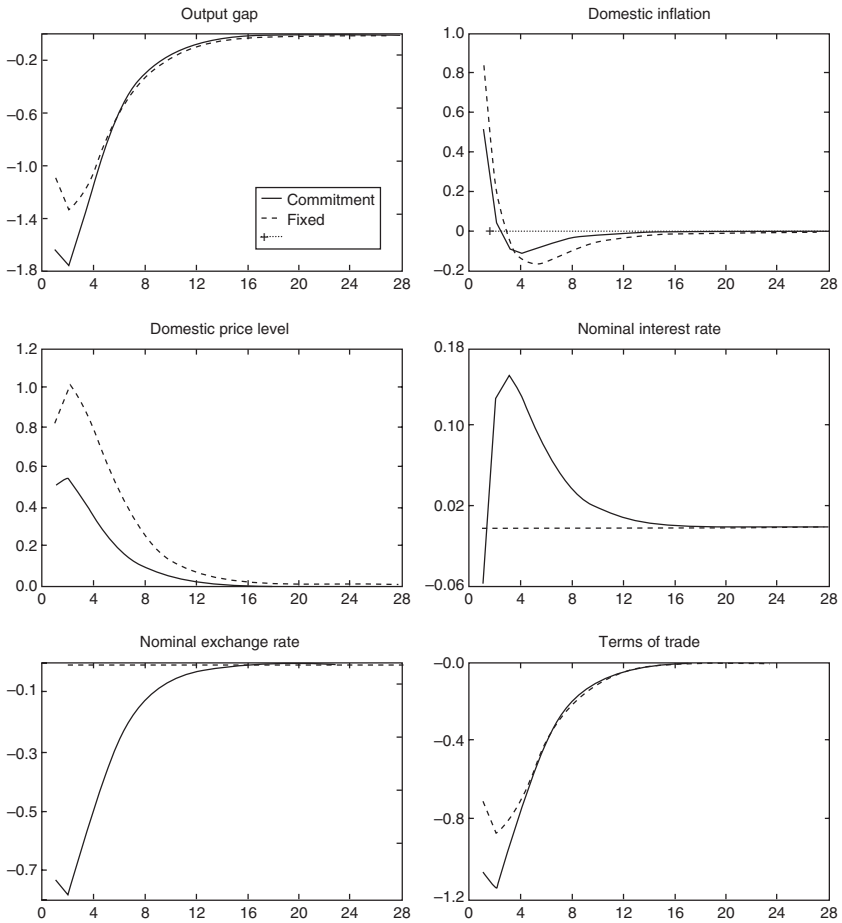 Output gap
−0.2
−0.6
−1.0
−1.4
−1.8
0 4 8 12 16 20 24 28
Commitment
Fixed
Domestic inflation
1.0
0.8
0.6
0.4
0.2
0
−0.2
0 4 8 12 16 20 24 28
Domestic price level
1.2
1.0
0.8
0.6
0.4
0.2
0.0
0 4 8 12 16 20 24 28
Nominal interest rate
0.18
0.10
0.02
−0.06
0 4 8 12 16 20 24 28
Nominal exchange rate
−0.1
−0.3
−0.5
−0.7
0 4 8 12 16 20 24 28
Terms of trade
−0.0
−0.4
−0.8
−1.2
0 4 8 12 16 20 24 28